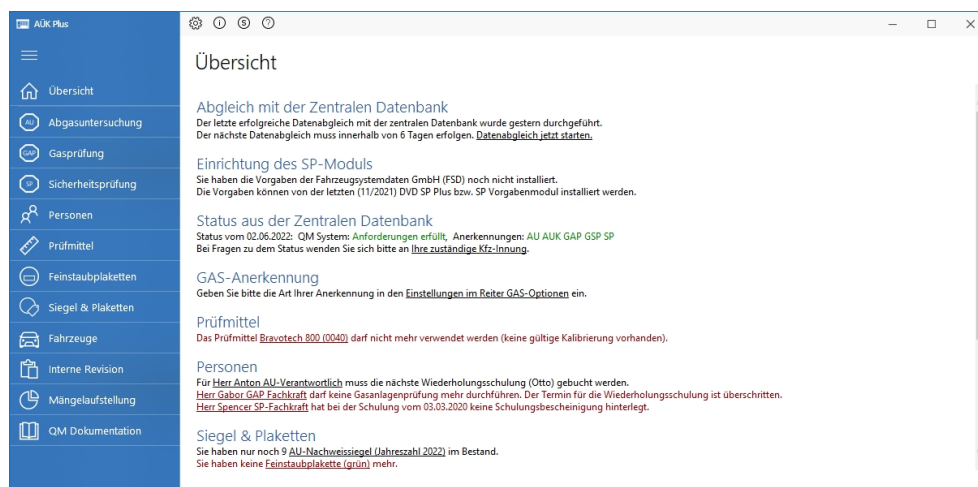 AÜK Plus
Übersicht
Abgasuntersuchung
AU
Gasprüfung
GAP
Sicherheitsprüfung
SP
Personen
Prüfmittel
Feinstaubplaketten
Siegel & Plaketten
Fahrzeuge
Interne Revision
Mängelaufstellung
QM Dokumentation
Übersicht
Abgleich mit der Zentralen Datenbank
Der letzte erfolgreiche Datenabgleich mit der zentralen Datenbank wurde gestern durchgeführt.
Der nächste Datenabgleich muss innerhalb von 6 Tagen erfolgen. Datenabgleich jetzt starten.
Einrichtung des SP-Moduls
Sie haben die Vorgaben der Fahrzeugsystemdaten GmbH (FSD) noch nicht installiert.
Die Vorgaben können von der letzten (11/2021) DVD SP Plus bzw. SP Vorgabenmodul installiert werden.
Status aus der Zentralen Datenbank
Status vom 02.06.2022: QM System: Anforderungen erfüllt, Anerkennungen: AU AUK GAP GSP SP
Bei Fragen zu dem Status wenden Sie sich bitte an Ihre zuständige Kfz-Innung.
GAS-Anerkennung
Geben Sie bitte die Art Ihrer Anerkennung in den Einstellungen im Reiter GAS-Optionen ein.
Prüfmittel
Das Prüfmittel Bravotech 800 (0040) darf nicht mehr verwendet werden (keine gültige Kalibrierung vorhanden).
Personen
Für Herr Anton AU-Verantwortlich muss die nächste Wiederholungsschulung (Otto) gebucht werden.
Herr Gabor GAP Fachkraft darf keine Gasanlagenprüfung mehr durchführen. Der Termin für die Wiederholungsschulung ist überschritten.
Herr Spencer SP-Fachkraft hat bei der Schulung vom 03.03.2020 keine Schulungsbescheinigung hinterlegt.
Siegel & Plaketten
Sie haben nur noch 9 AU-Nachweissiegel (Jahreszahl 2022) im Bestand.
Sie haben keine Feinstaubplakette (grün) mehr.